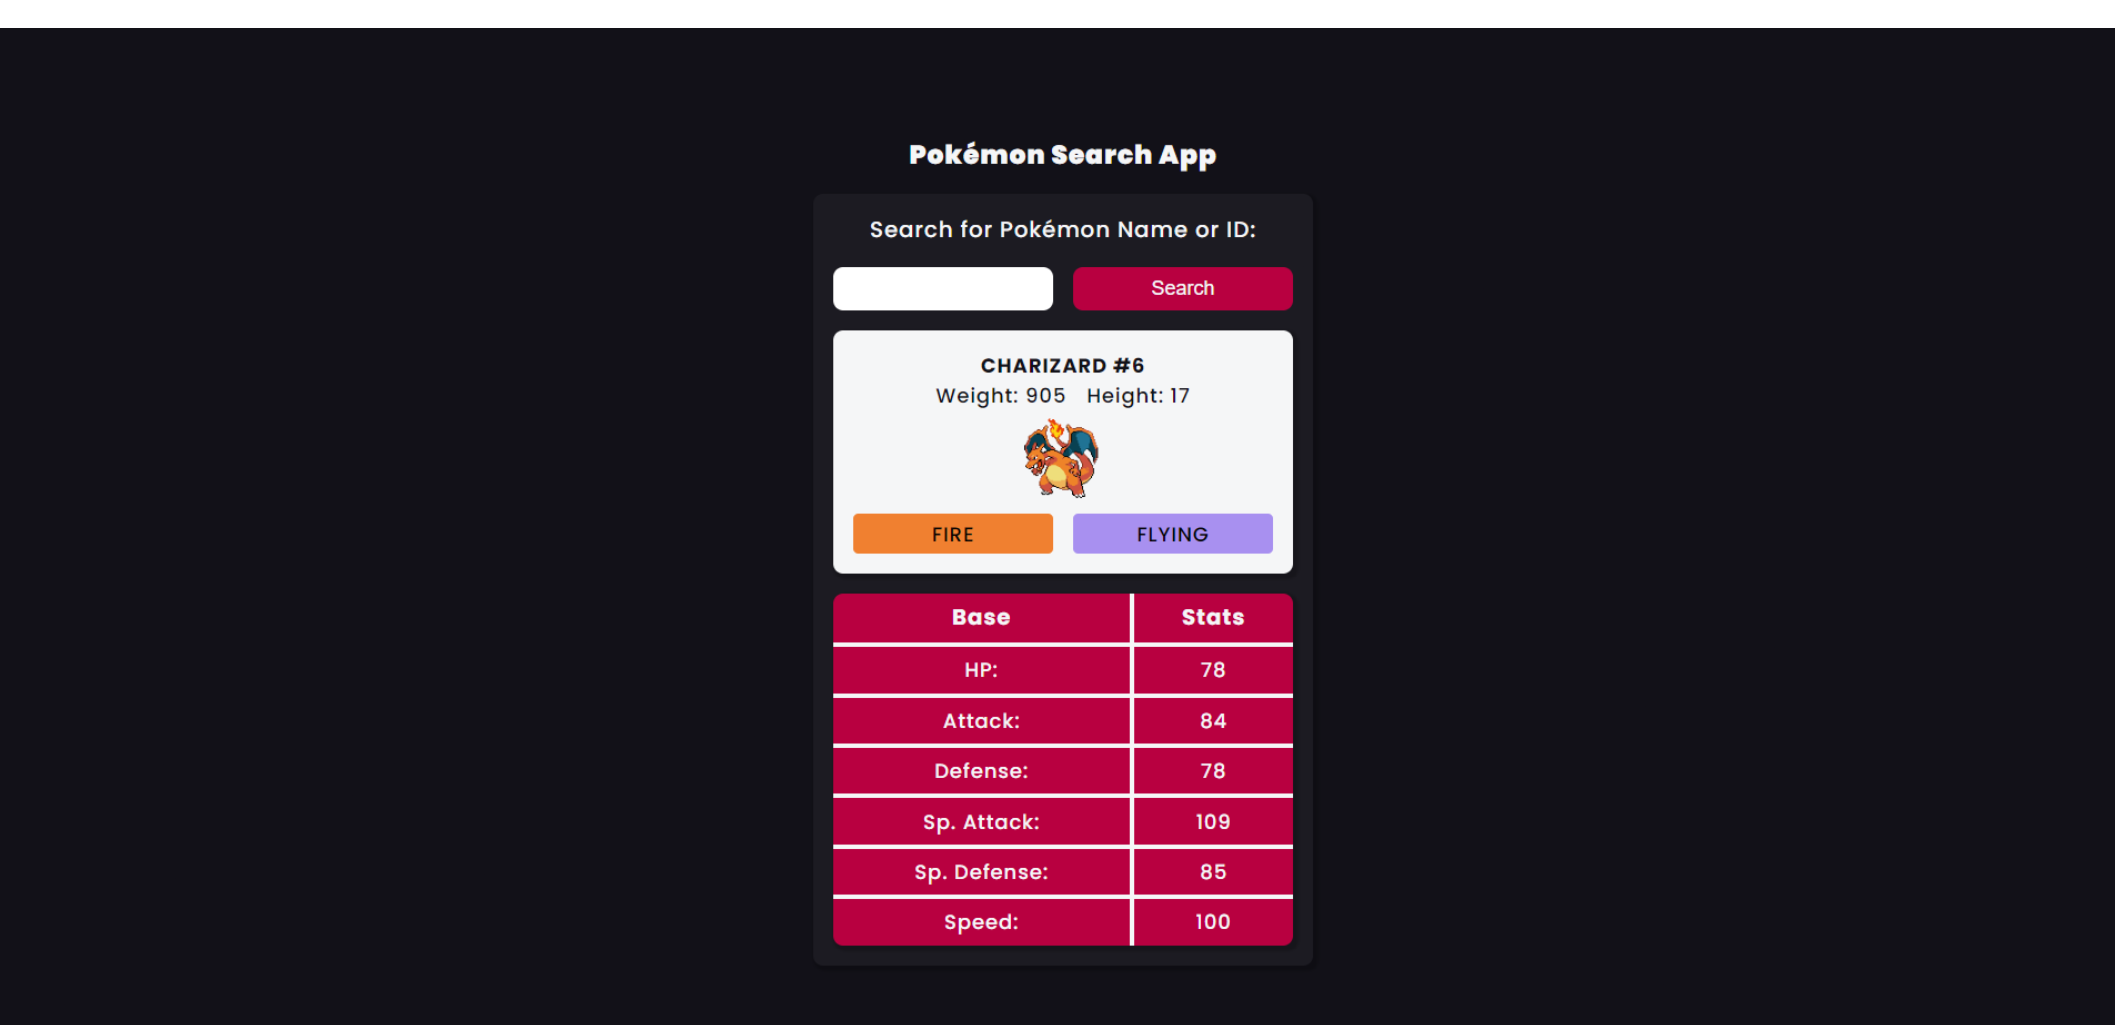 Pokémon Search App
Search for Pokémon Name or ID:
Search
CHARIZARD #6
Weight: 905 Height: 17
FIRE FLYING
Base Stats
HP: 78
Attack: 84
Defense: 78
Sp. Attack: 109
Sp. Defense: 85
Speed: 100